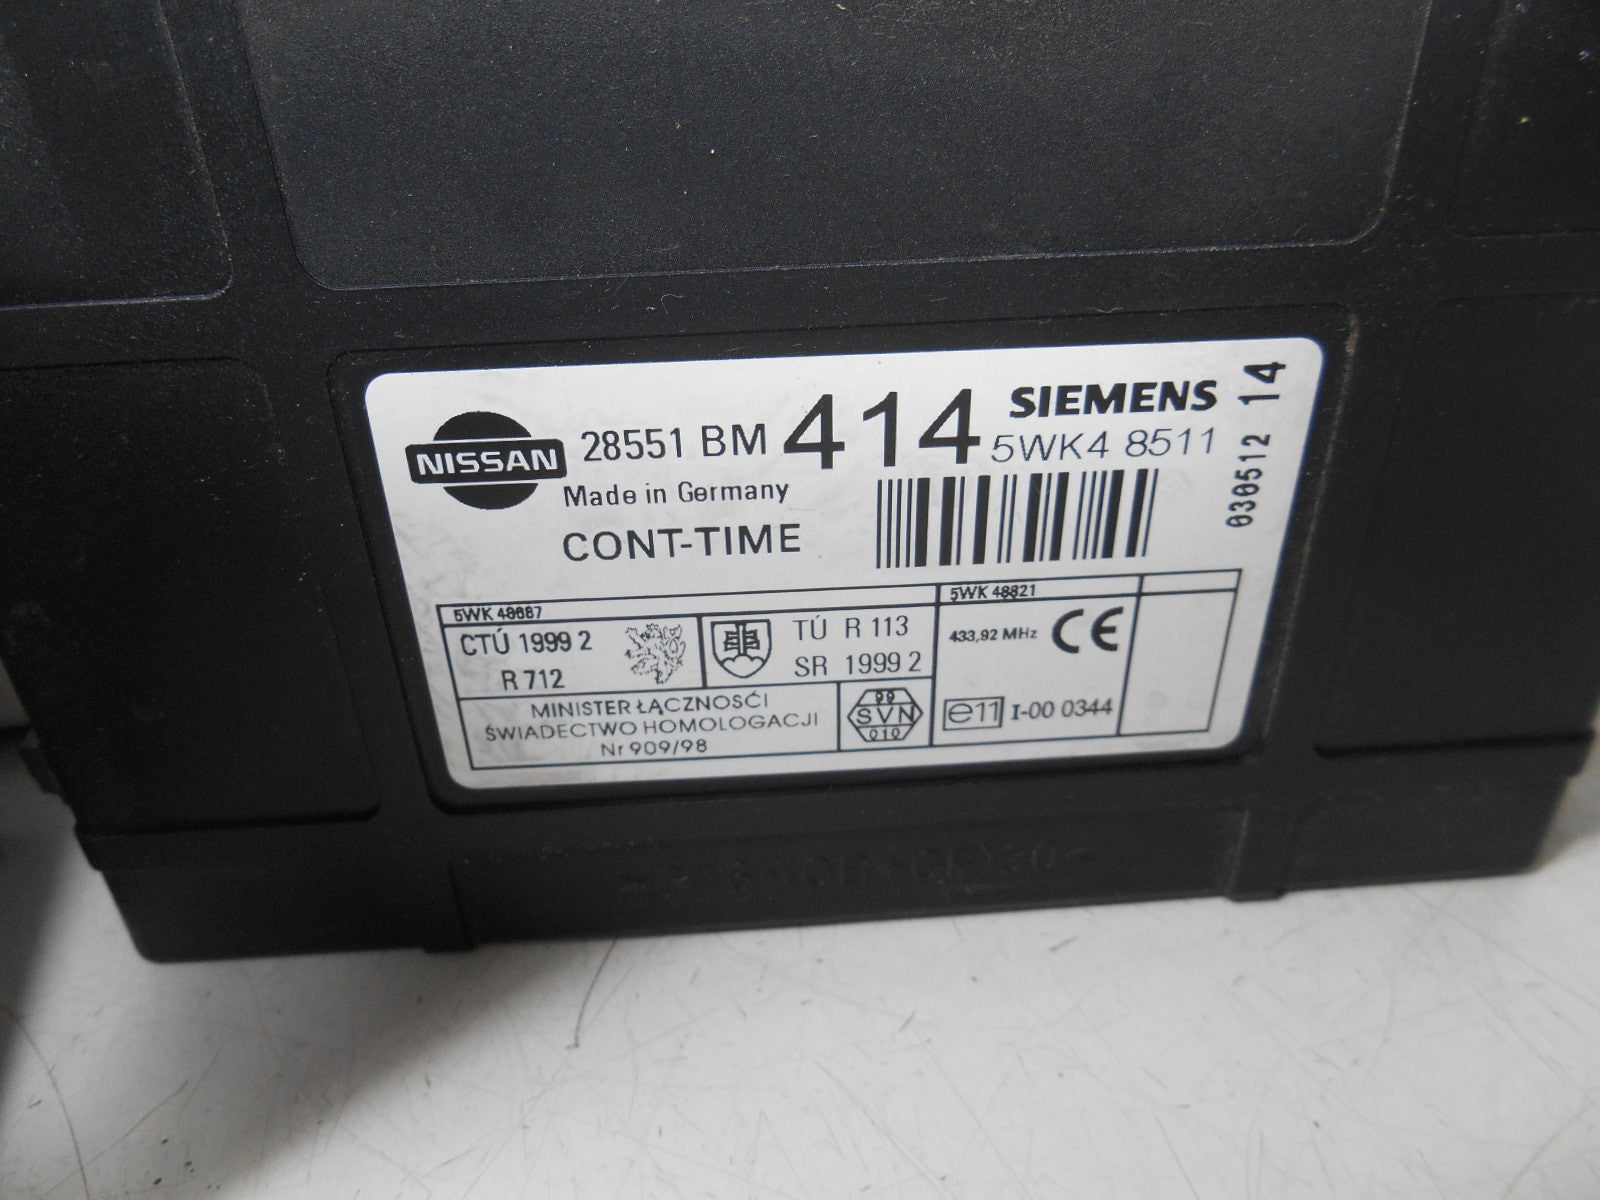 NISSAN
28551 BM 414
SIEMENS
5WK4 8511
Made in Germany
CONT-TIME
030512 14
5WK 48687
CTÚ 1999 2
R 712
TÚ R 113
SR 1999 2
MINISTER ŁĄCZNOSĆI
ŚWIADECTWO HOMOLOGACJI
Nr 909/98
99
SVN
010
5WK 48821
433,92 MHz CE
e11 I-00 0344